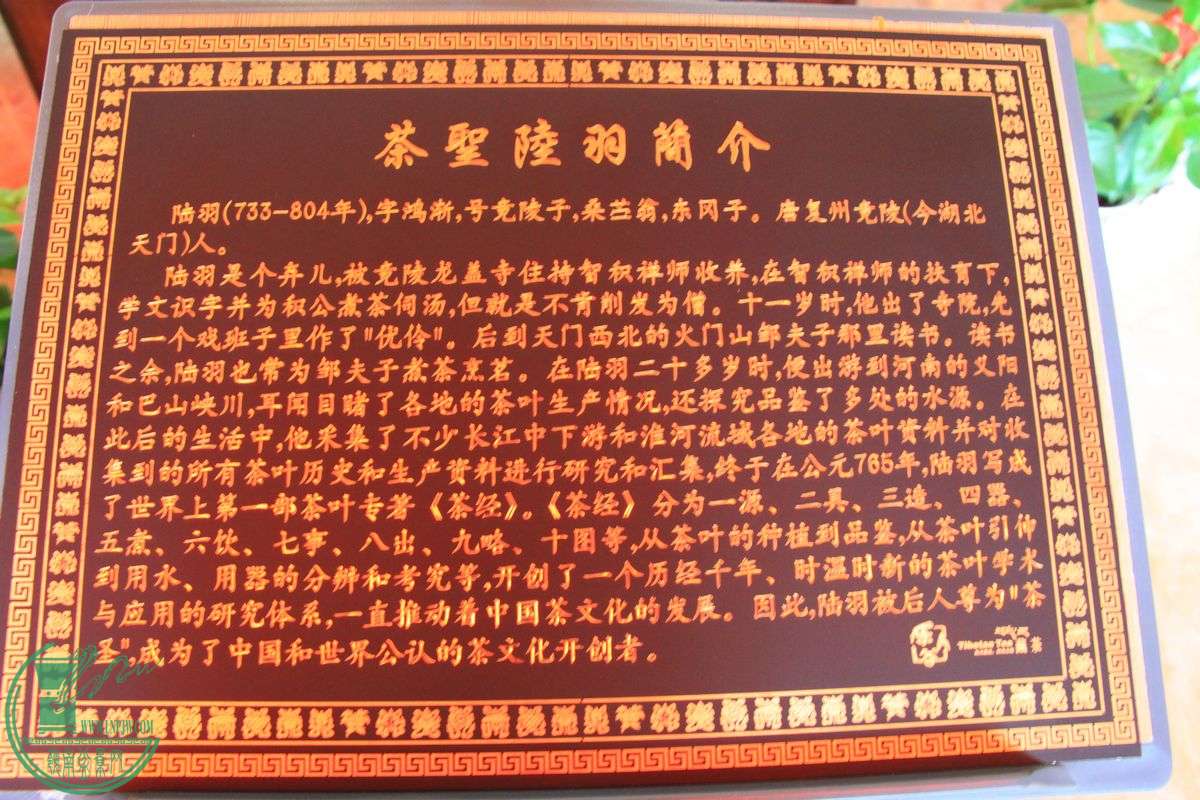 茶聖陸羽簡介
陆羽(733-804年),字鸿渐,号竟陵子,桑苎翁,东冈子。唐复州竟陵(今湖北
天门)人。
陆羽是个弃儿,被竟陵龙盖寺住持智积禅师收养,在智积禅师的扶育下,
学文识字并为积公煮茶伺汤,但就是不肯削发为僧。十一岁时,他出了寺院,先
到一个戏班子里作了"优伶"。后到天门西北的火门山邹夫子那里读书。读书
之余,陆羽也常为邹夫子煮茶烹茗。在陆羽二十多岁时,便出游到河南的义阳
和巴山峡川,耳闻目睹了各地的茶叶生产情况,还探究品鉴了多处的水源。在
此后的生活中,他采集了不少长江中下游和淮河流域各地的茶叶资料并对收
集到的所有茶叶历史和生产资料进行研究和汇集,终于在公元765年,陆羽写成
了世界上第一部茶叶专著《茶经》。《茶经》分为一源、二具、三造、四器、
五煮、六饮、七事、八出、九略、十图等,从茶叶的种植到品鉴,从茶叶引伸
到用水、用器的分辨和考究等,开创了一个历经千年、时温时新的茶叶学术
与应用的研究体系,一直推动着中国茶文化的发展。因此,陆羽被后人尊为"茶
圣",成为了中国和世界公认的茶文化开创者。